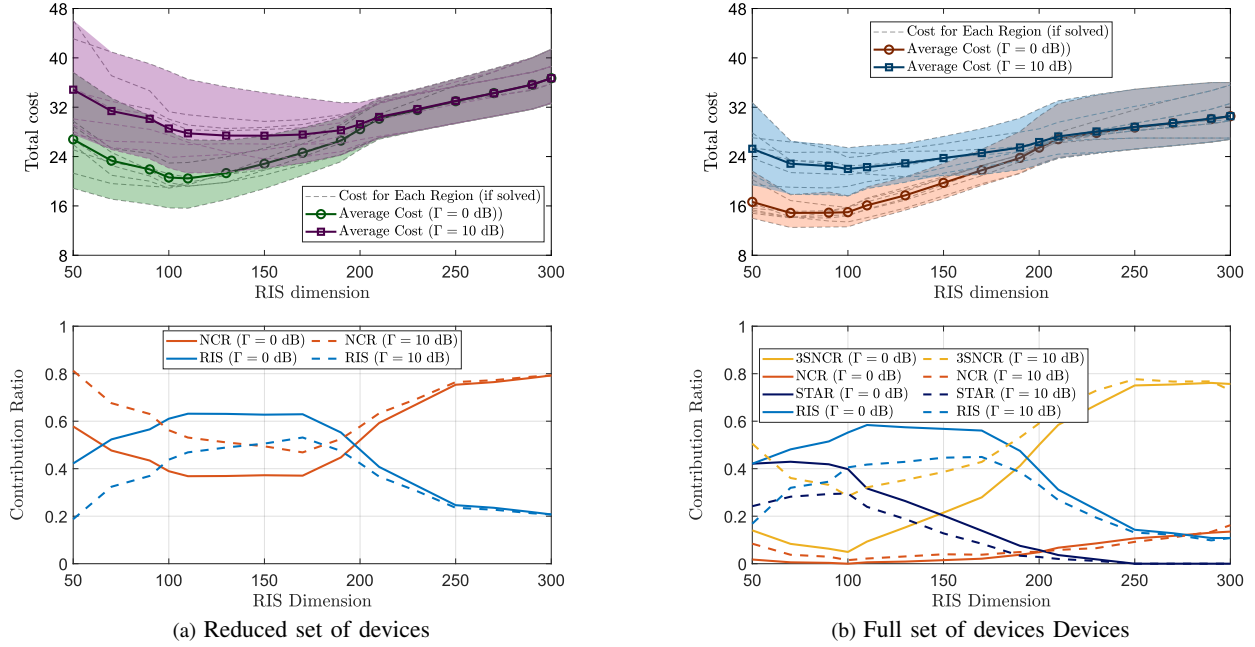 48
40
32
24
16
8
Total cost
Cost for Each Region (if solved)
Average Cost (Γ = 0 dB))
Average Cost (Γ = 10 dB)
50 100 150 200 250 300
RIS dimension
48
40
32
24
16
8
Total cost
Cost for Each Region (if solved)
Average Cost (Γ = 0 dB))
Average Cost (Γ = 10 dB)
50 100 150 200 250 300
RIS dimension
1
0.8
0.6
0.4
0.2
0
Contribution Ratio
NCR (Γ = 0 dB) NCR (Γ = 10 dB)
RIS (Γ = 0 dB) RIS (Γ = 10 dB)
50 100 150 200 250 300
RIS Dimension
(a) Reduced set of devices
1
0.8
0.6
0.4
0.2
0
Contribution Ratio
3SNCR (Γ = 0 dB) 3SNCR (Γ = 10 dB)
NCR (Γ = 0 dB) NCR (Γ = 10 dB)
STAR (Γ = 0 dB) STAR (Γ = 10 dB)
RIS (Γ = 0 dB) RIS (Γ = 10 dB)
50 100 150 200 250 300
RIS Dimension
(b) Full set of devices Devices